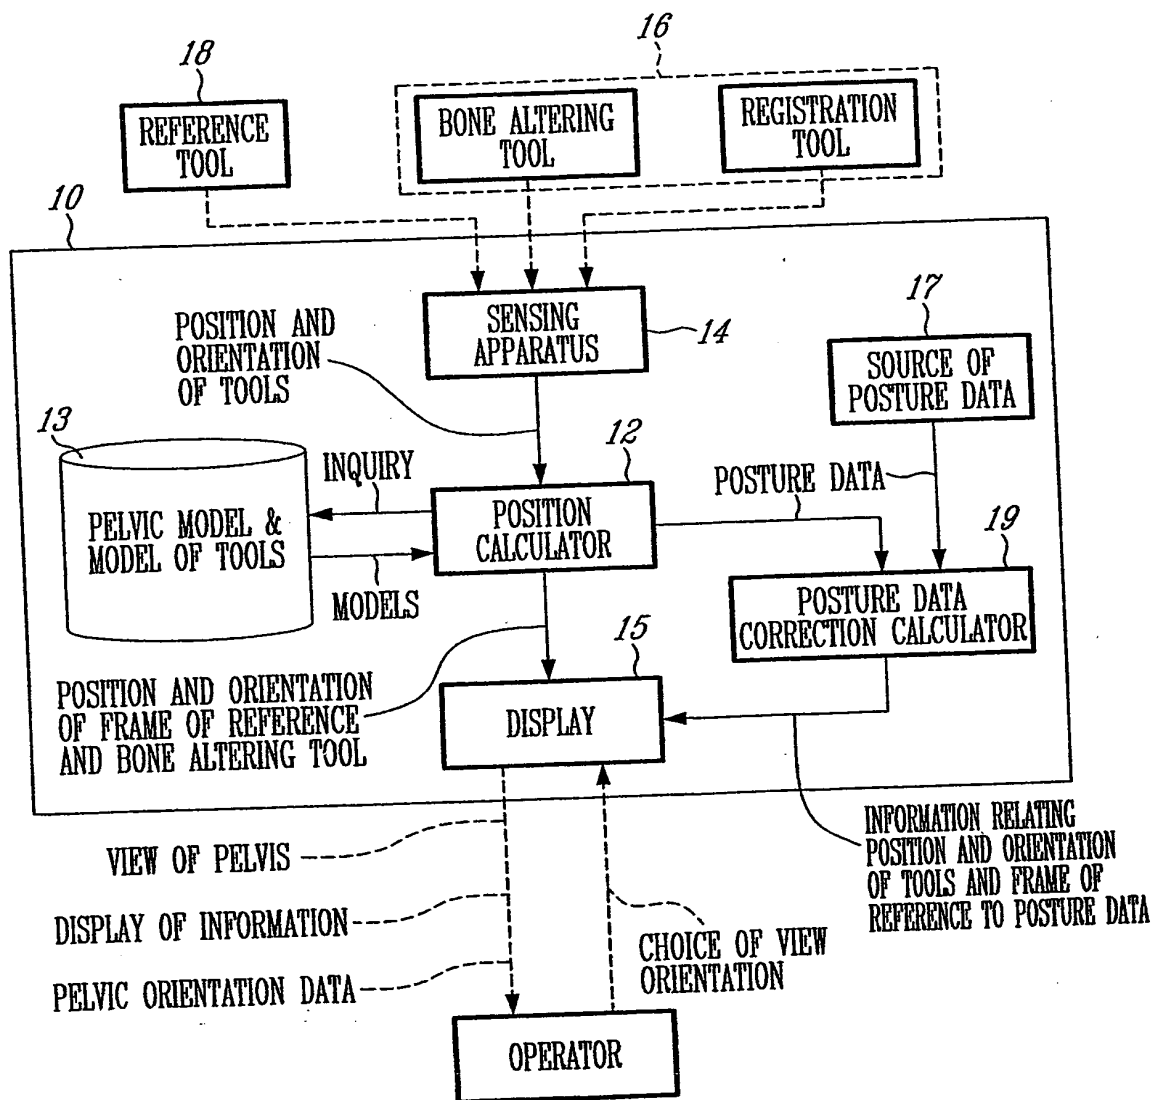 16
18
REFERENCE
TOOL
BONE ALTERING
TOOL
REGISTRATION
TOOL
10
SENSING
APPARATUS
14
POSITION AND
ORIENTATION
OF TOOLS
17
SOURCE OF
POSTURE DATA
13
PELVIC MODEL &
MODEL OF TOOLS
INQUIRY
MODELS
12
POSITION
CALCULATOR
POSTURE DATA
19
POSTURE DATA
CORRECTION CALCULATOR
POSITION AND ORIENTATION
OF FRAME OF REFERENCE
AND BONE ALTERING TOOL
15
DISPLAY
VIEW OF PELVIS
DISPLAY OF INFORMATION
PELVIC ORIENTATION DATA
CHOICE OF VIEW
ORIENTATION
INFORMATION RELATING
POSITION AND ORIENTATION
OF TOOLS AND FRAME OF
REFERENCE TO POSTURE DATA
OPERATOR